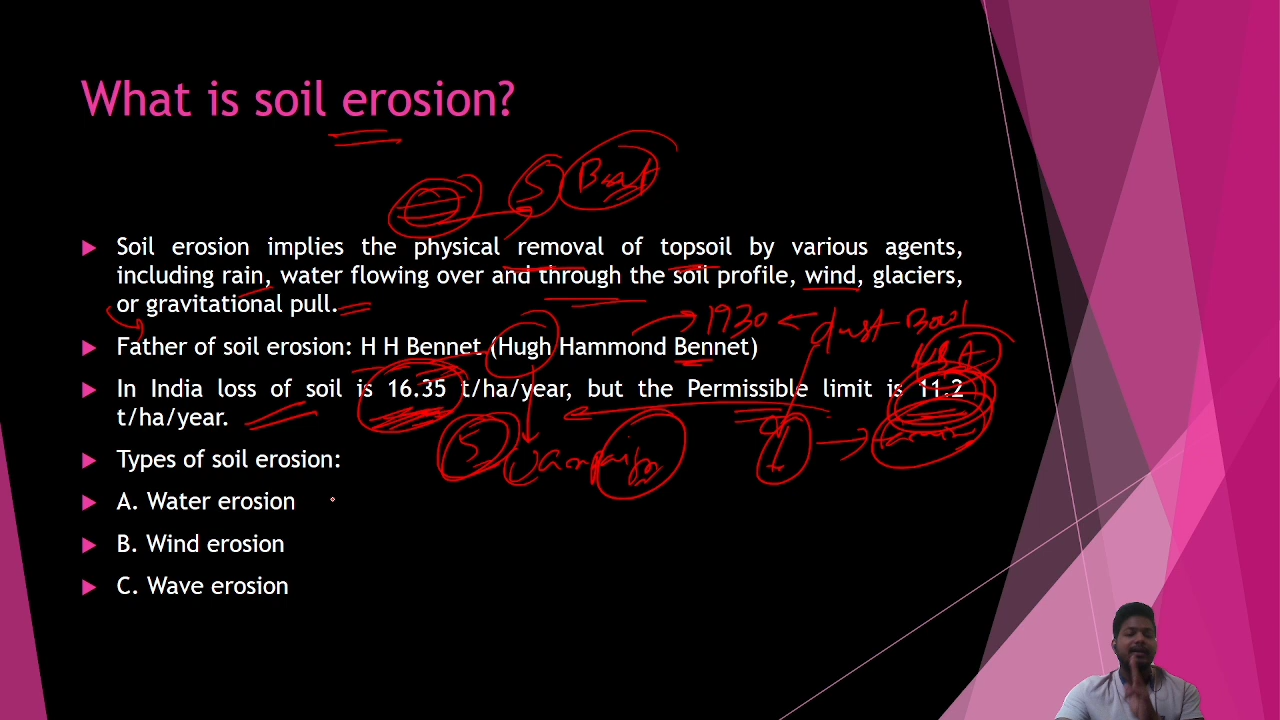 What is soil erosion?
5
Soil erosion implies the physical removal of topsoil by various agents,
including rain, water flowing over and through the soil profile, wind, glaciers,
or gravitational pull.
1930 dust Bowl
USA
Father of soil erosion: H H Bennet (Hugh Hammond Bennet)
In India loss of soil is 16.35 t/ha/year, but the Permissible limit is 11.2
t/ha/year.
5 Campaign
Types of soil erosion:
A. Water erosion
B. Wind erosion
C. Wave erosion